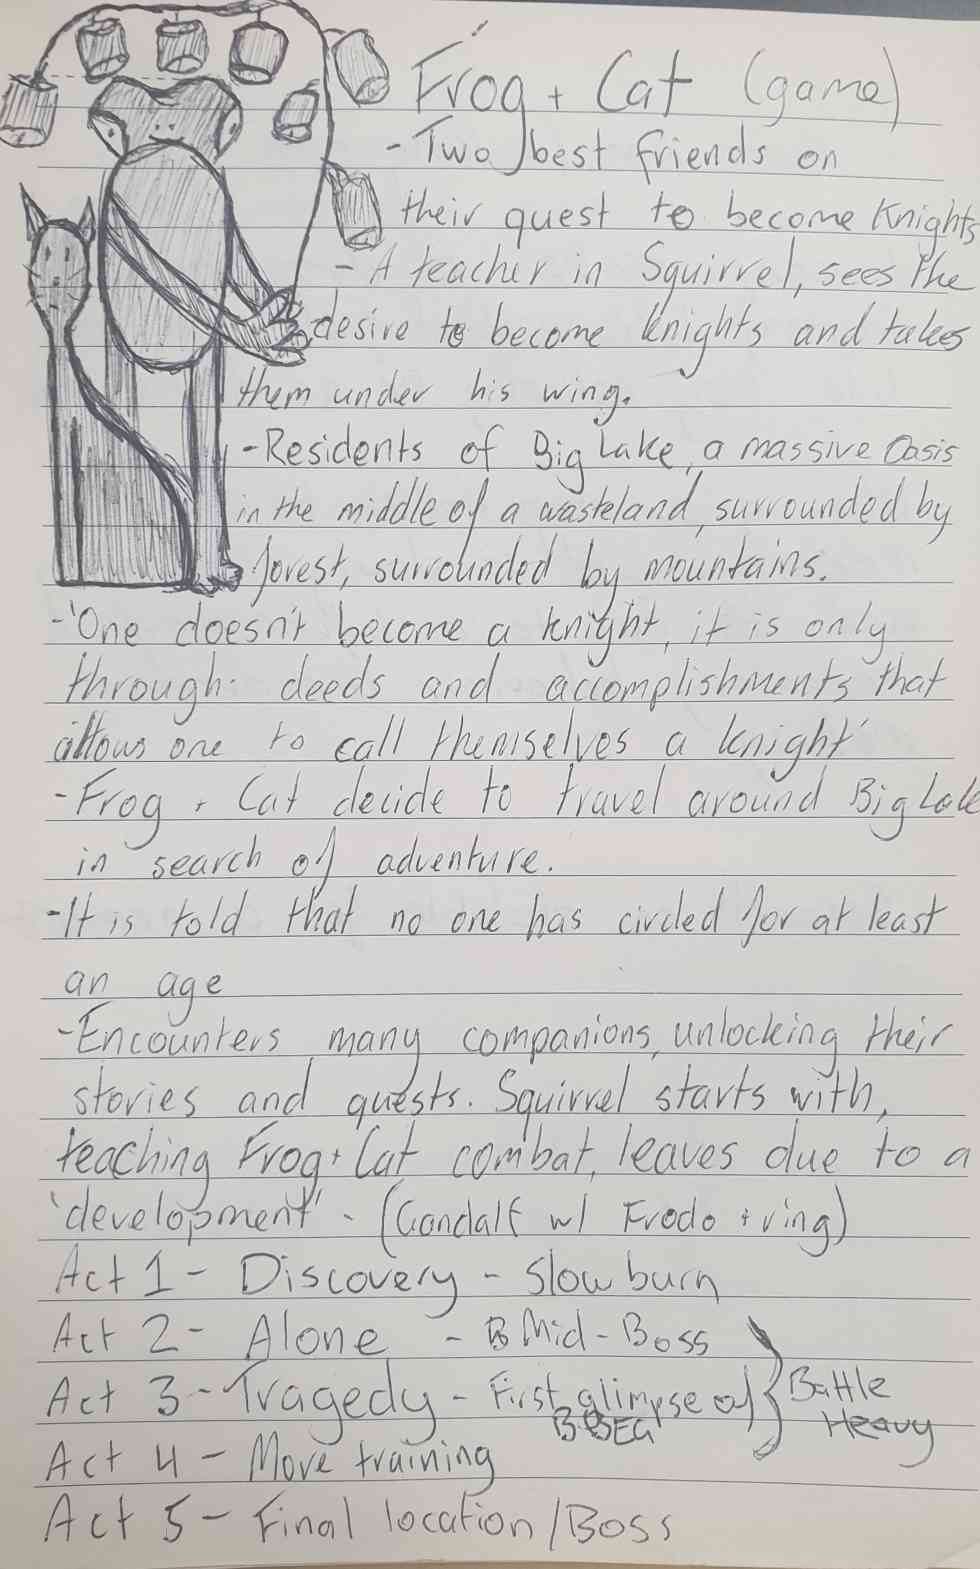 Frog + Cat (game)
- Two best friends on
their quest to become Knights
- A teacher in Squirrel, sees the
desire to become knights and takes
them under his wing.
- Residents of Big Lake, a massive Oasis
in the middle of a wasteland, surrounded by
forest, surrounded by mountains.
- 'One doesn't become a knight, it is only
through deeds and accomplishments that
allows one to call themselves a knight'
- Frog + Cat decide to travel around Big Lake
in search of adventure.
- It is told that no one has circled for at least
an age
- Encounters many companions, unlocking their
stories and quests. Squirrel starts with,
teaching Frog + Cat combat, leaves due to a
'development' - (Gandalf w/ Frodo + ring)
Act 1 - Discovery - Slow burn
Act 2 - Alone - Mid-Boss
Act 3 - Tragedy - First glimpse of
BBEG
Battle
Heavy
Act 4 - Move training
Act 5 - Final location/Boss